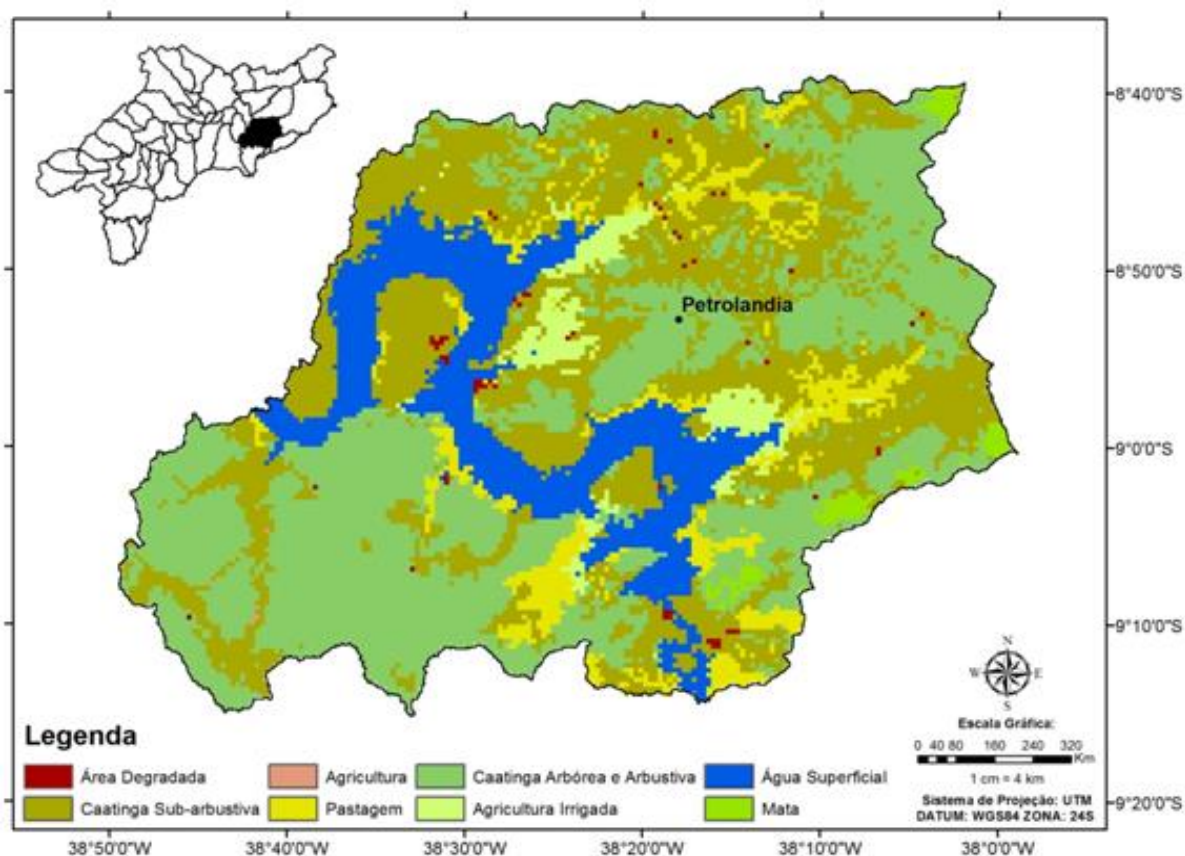 8°40'0"S
8°50'0"S
Petrolandia
9°0'0"S
9°10'0"S
N
W E
S
Escala Gráfica:
0 40 80 160 240 320
Km
1 cm = 4 km
Sistema de Projeção: UTM
DATUM: WGS84 ZONA: 24S
9°20'0"S
Legenda
Área Degradada
Agricultura
Caatinga Arbórea e Arbustiva
Água Superficial
Caatinga Sub-arbustiva
Pastagem
Agricultura Irrigada
Mata
38°50'0"W
38°40'0"W
38°30'0"W
38°20'0"W
38°10'0"W
38°0'0"W